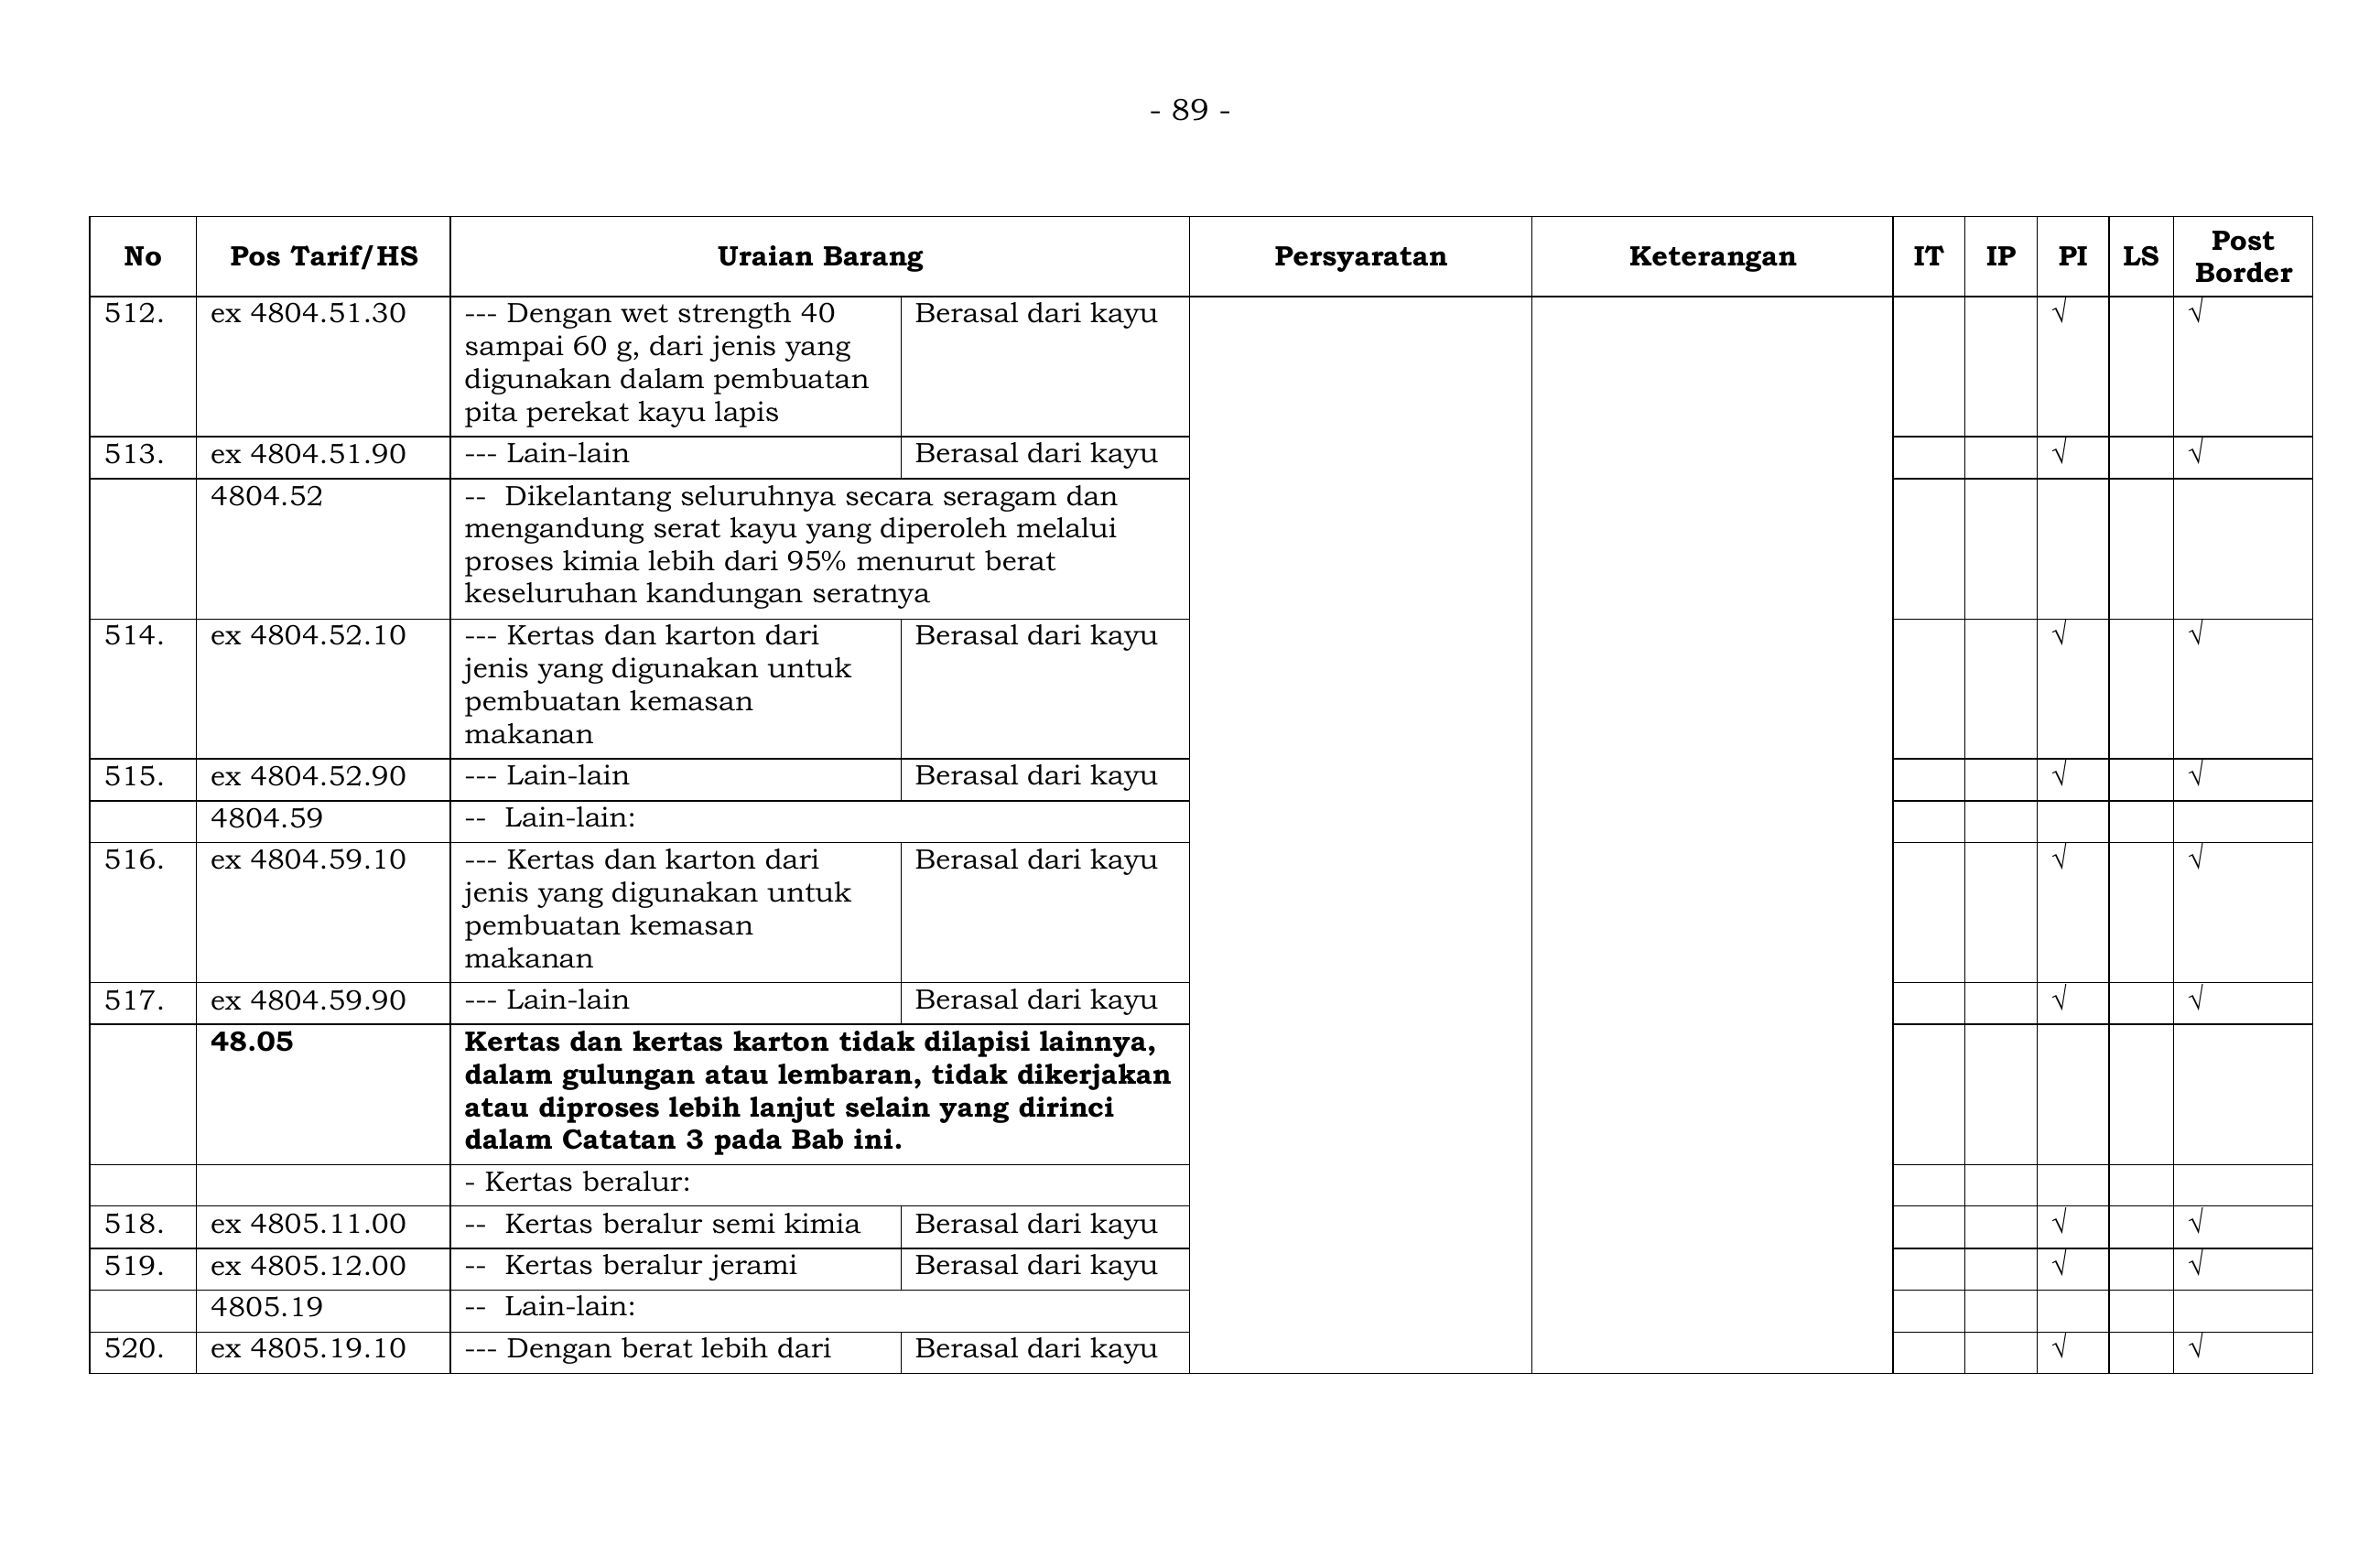 - 89 -
No Pos Tarif/HS Uraian Barang Persyaratan Keterangan IT IP PI LS Post Border
512. ex 4804.51.30 --- Dengan wet strength 40 Berasal dari kayu √ √
sampai 60 g, dari jenis yang
digunakan dalam pembuatan
pita perekat kayu lapis
513. ex 4804.51.90 --- Lain-lain Berasal dari kayu √ √
4804.52 -- Dikelantang seluruhnya secara seragam dan
mengandung serat kayu yang diperoleh melalui
proses kimia lebih dari 95% menurut berat
keseluruhan kandungan seratnya
514. ex 4804.52.10 --- Kertas dan karton dari Berasal dari kayu √ √
jenis yang digunakan untuk
pembuatan kemasan
makanan
515. ex 4804.52.90 --- Lain-lain Berasal dari kayu √ √
4804.59 -- Lain-lain:
516. ex 4804.59.10 --- Kertas dan karton dari Berasal dari kayu √ √
jenis yang digunakan untuk
pembuatan kemasan
makanan
517. ex 4804.59.90 --- Lain-lain Berasal dari kayu √ √
48.05 Kertas dan kertas karton tidak dilapisi lainnya,
dalam gulungan atau lembaran, tidak dikerjakan
atau diproses lebih lanjut selain yang dirinci
dalam Catatan 3 pada Bab ini.
- Kertas beralur:
518. ex 4805.11.00 -- Kertas beralur semi kimia Berasal dari kayu √ √
519. ex 4805.12.00 -- Kertas beralur jerami Berasal dari kayu √ √
4805.19 -- Lain-lain:
520. ex 4805.19.10 --- Dengan berat lebih dari Berasal dari kayu √ √